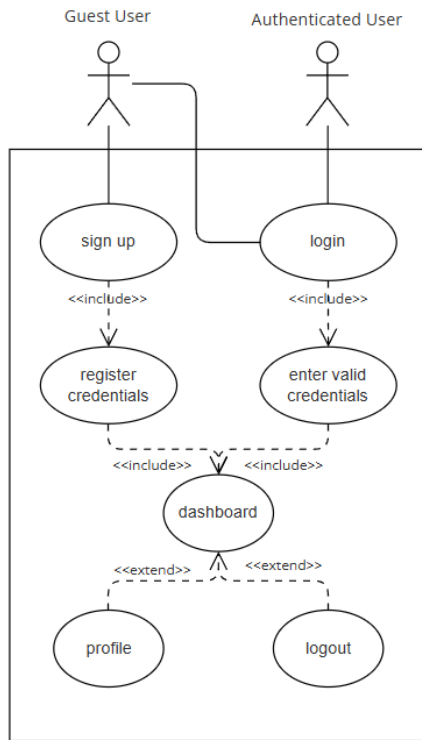 Guest User
Authenticated User
sign up
login
<<include>>
<<include>>
register
credentials
enter valid
credentials
<<include>>
<<include>>
dashboard
<<extend>>
<<extend>>
profile
logout